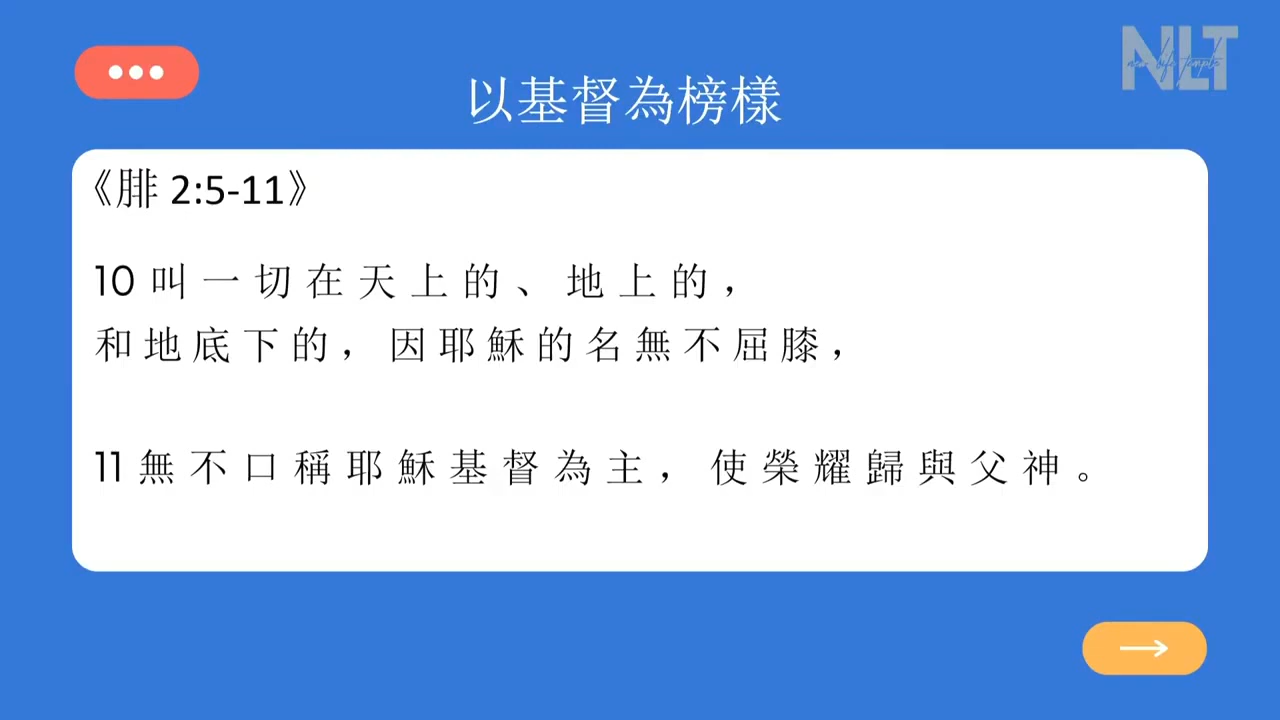 NLT
以基督為榜樣
《腓 2:5-11》
10 叫一切在天上的、地上的，
和地底下的，因耶穌的名無不屈膝，
11 無不口稱耶穌基督為主，使榮耀歸與父神。